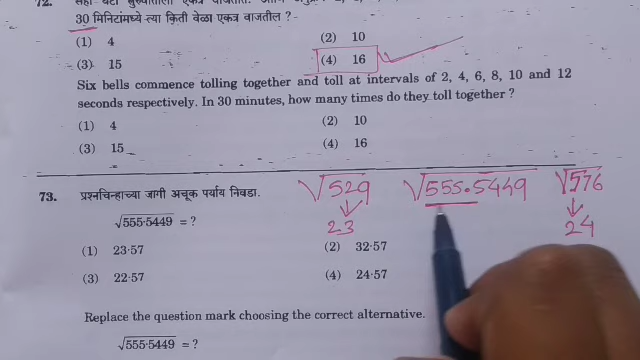 72.
30 मिनिटांमध्ये त्या किती वेळा एकत्र वाजतील ? -
(1) 4 (2) 10
(3) 15 (4) 16
Six bells commence tolling together and toll at intervals of 2, 4, 6, 8, 10 and 12
seconds respectively. In 30 minutes, how many times do they toll together ?
(1) 4 (2) 10
(3) 15 (4) 16
73. प्रश्नचिन्हाच्या जागी अचूक पर्याय निवडा.
√529 √555.5449 √576
√555·5449 = ?
23 24
(1) 23·57 (2) 32·57
(3) 22·57 (4) 24·57
Replace the question mark choosing the correct alternative.
√555·5449 = ?